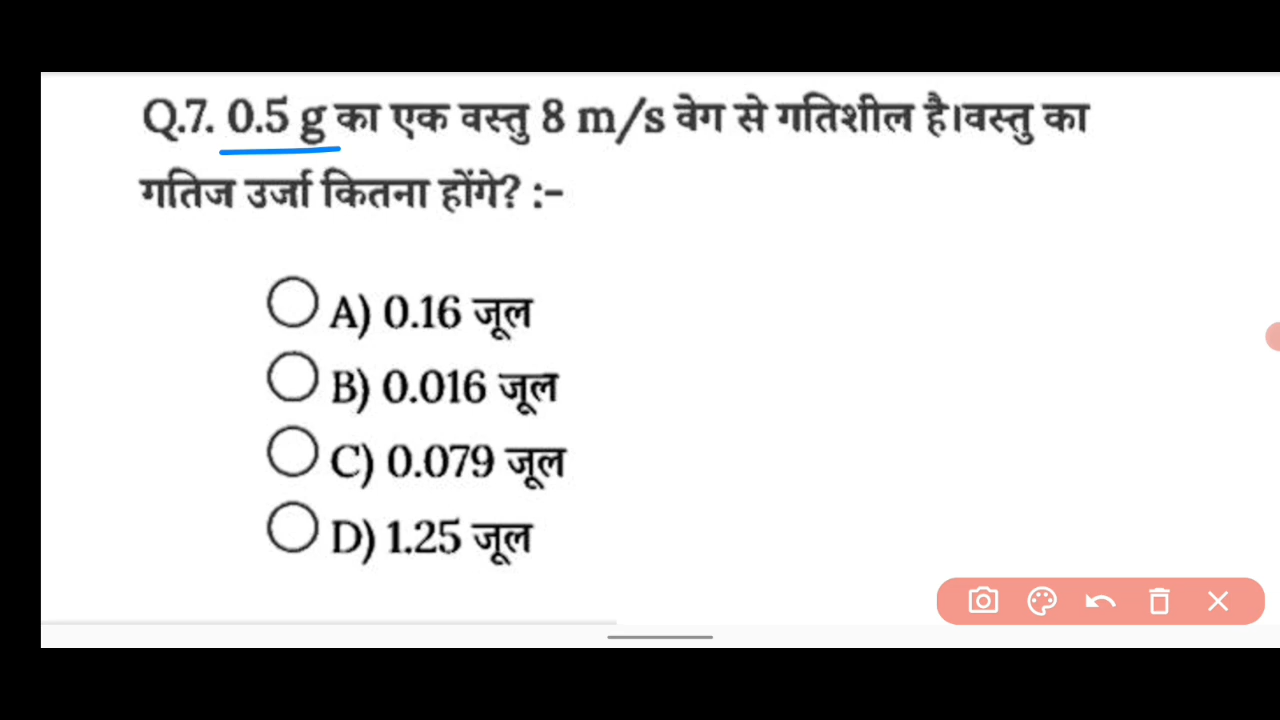 Q.7. 0.5 g का एक वस्तु 8 m/s वेग से गतिशील है।वस्तु का
गतिज उर्जा कितना होंगे? :-
A) 0.16 जूल
B) 0.016 जूल
C) 0.079 जूल
D) 1.25 जूल